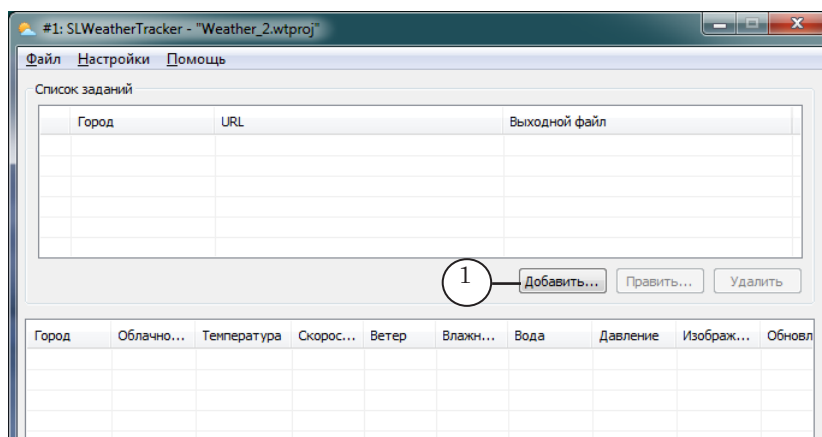 #1: SLWeatherTracker - "Weather_2.wtproj"
Файл Настройки Помощь
Список заданий
Город URL Выходной файл
1 Добавить... Править... Удалить
Город Облачно... Температура Скорос... Ветер Влажн... Вода Давление Изображ... Обновл